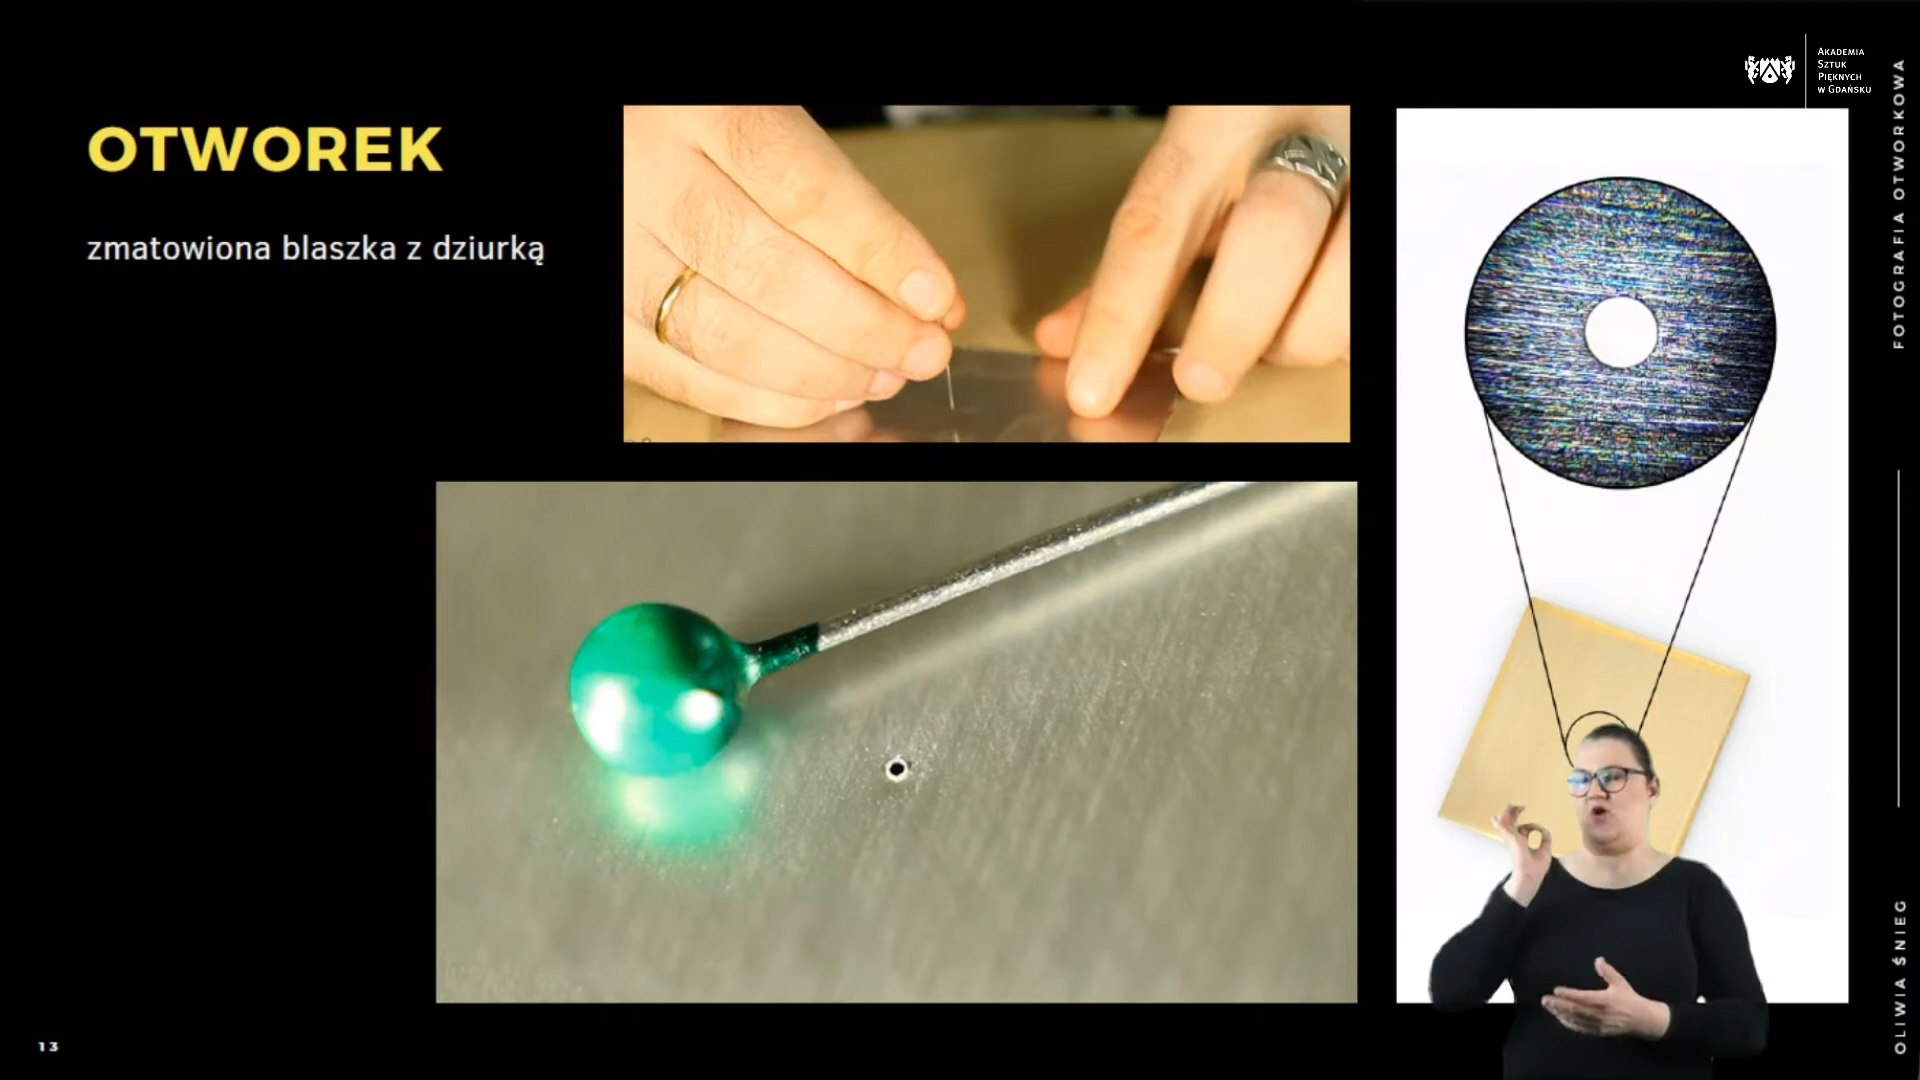 OTWOREK
zmatowiona blaszka z dziurką
AKADEMIA
SZTUK
PIĘKNYCH
W GDAŃSKU
FOTOGRAFIA OTWORKOWA
OLIWIA ŚNIEG
13